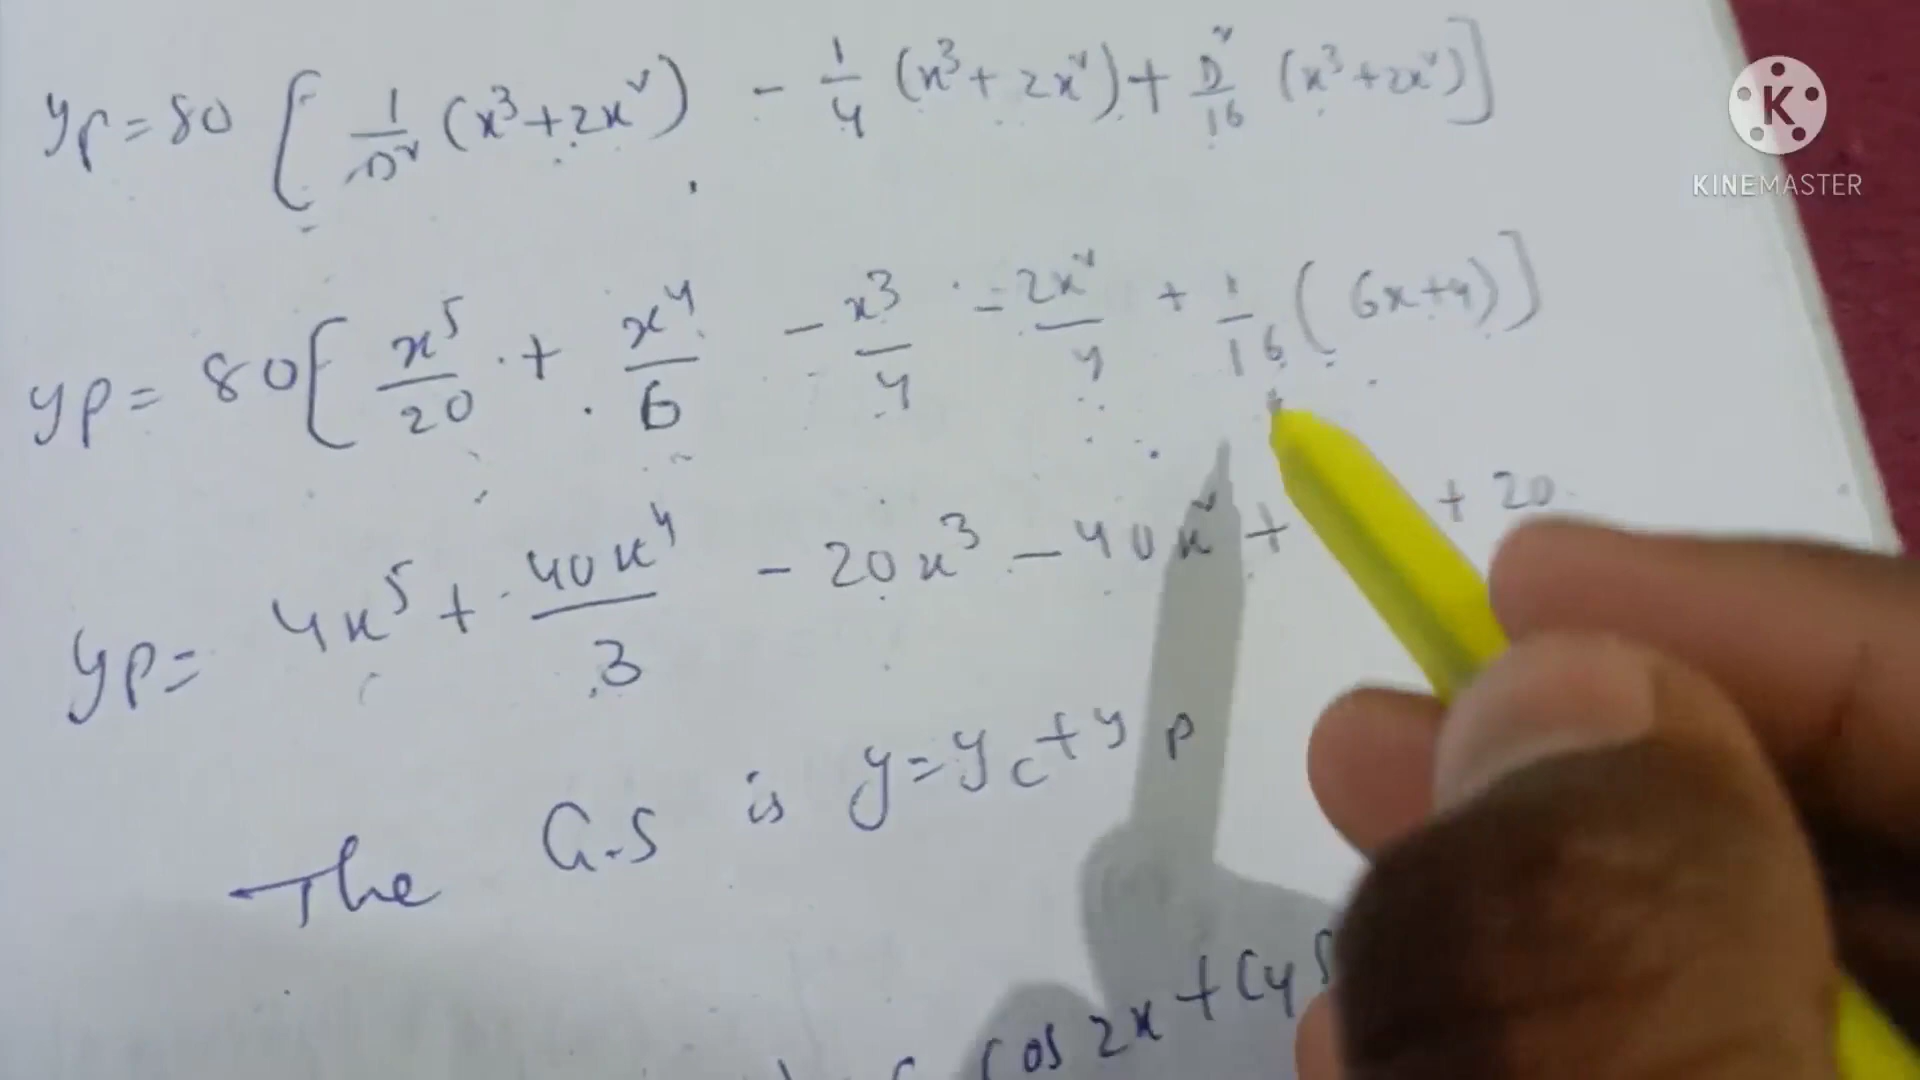 yp = 80 [ 1/D² (x³+2x²) - 1/4 (x³+2x²) + D²/16 (x³+2x²) ]
KINEMASTER
yp = 80 [ x⁵/20 + x⁴/6 - x³/4 - 2x²/4 + 1/16 (6x+4) ]
yp = 4x⁵ + 40x⁴/3 - 20x³ - 40x² + + 20
The G.S is y = yc + yp
cos 2x + C4 S